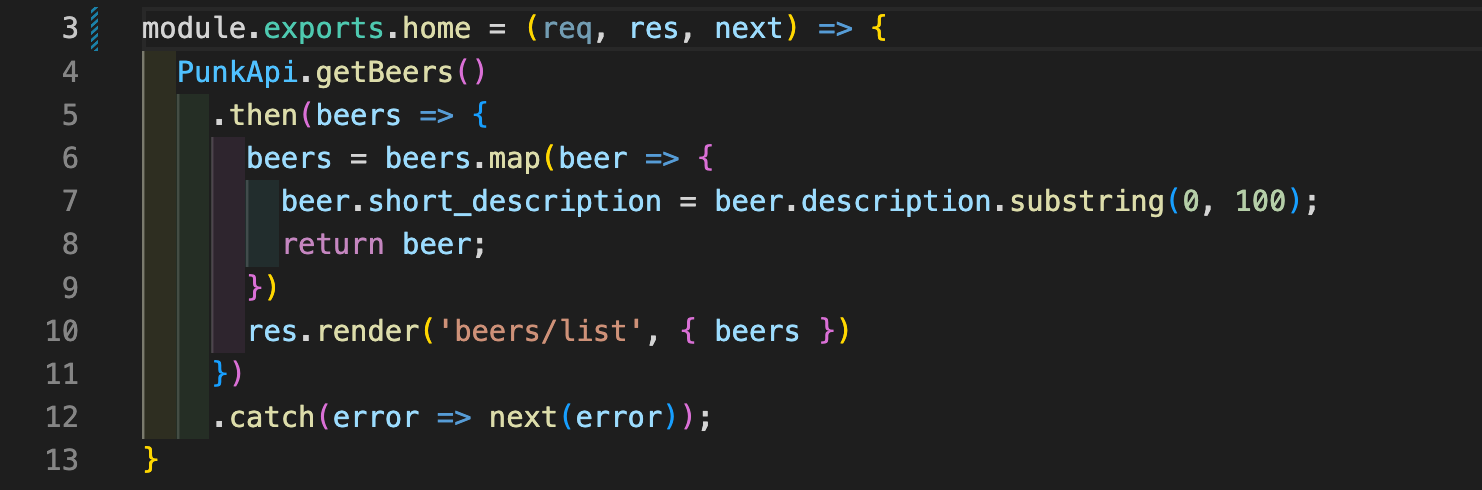 3 module.exports.home = (req, res, next) => {
4   PunkApi.getBeers()
5     .then(beers => {
6       beers = beers.map(beer => {
7         beer.short_description = beer.description.substring(0, 100);
8         return beer;
9       })
10       res.render('beers/list', { beers })
11     })
12     .catch(error => next(error));
13 }